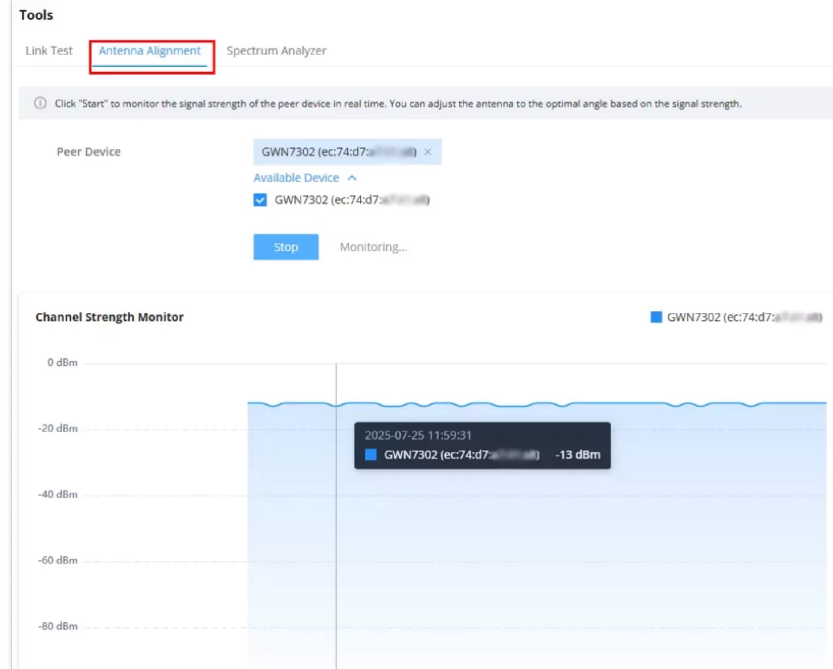 Tools
Link Test Antenna Alignment Spectrum Analyzer
Click "Start" to monitor the signal strength of the peer device in real time. You can adjust the antenna to the optimal angle based on the signal strength.
Peer Device GWN7302 (ec:74:d7: ) ×
Available Device
GWN7302 (ec:74:d7: )
Stop Monitoring...
Channel Strength Monitor GWN7302 (ec:74:d7: )
0 dBm
-20 dBm
2025-07-25 11:59:31
GWN7302 (ec:74:d7: ) -13 dBm
-40 dBm
-60 dBm
-80 dBm